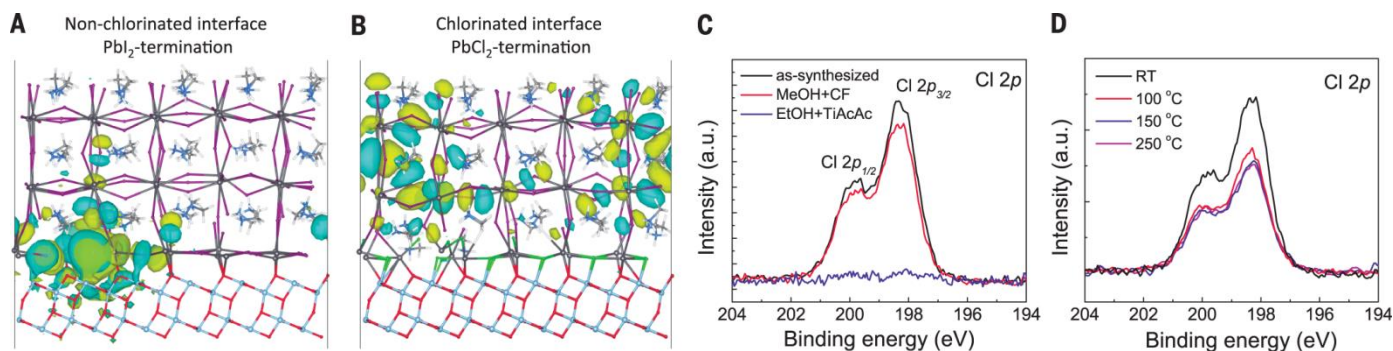 A
Non-chlorinated interface
PbI₂-termination
B
Chlorinated interface
PbCl₂-termination
C
as-synthesized
MeOH+CF
EtOH+TiAcAc
Cl 2p
Cl 2p₃/₂
Cl 2p₁/₂
Intensity (a.u.)
204 202 200 198 196 194
Binding energy (eV)
D
RT
100 °C
150 °C
250 °C
Cl 2p
Intensity (a.u.)
204 202 200 198 196 194
Binding energy (eV)